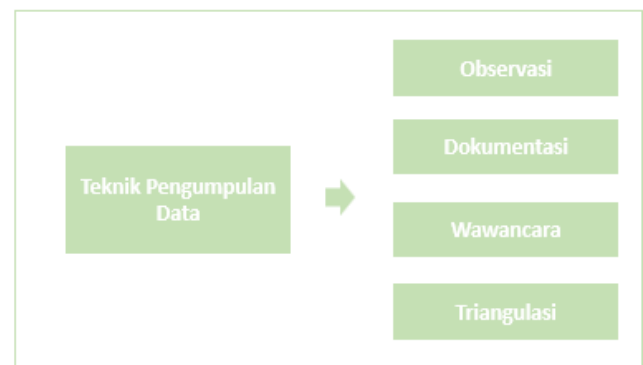 Observasi
Dokumentasi
Teknik Pengumpulan
Data
Wawancara
Triangulasi